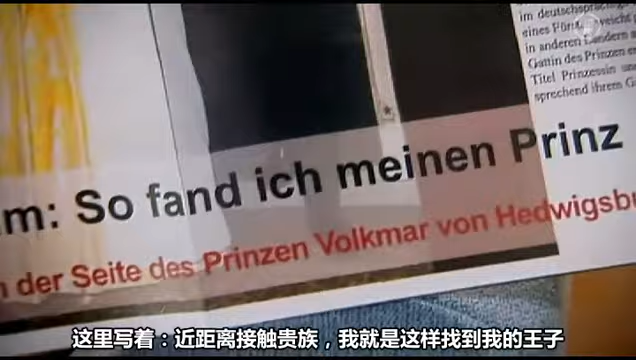 im deutschsprachig
eines Fürst
in anderen Ländern
Gattin des Prinzen
Titel Prinzessin
sprechend ihrem
m: So fand ich meinen Prinz
n der Seite des Prinzen Volkmar von Hedwigsbu
这里写着：近距离接触贵族，我就是这样找到我的王子